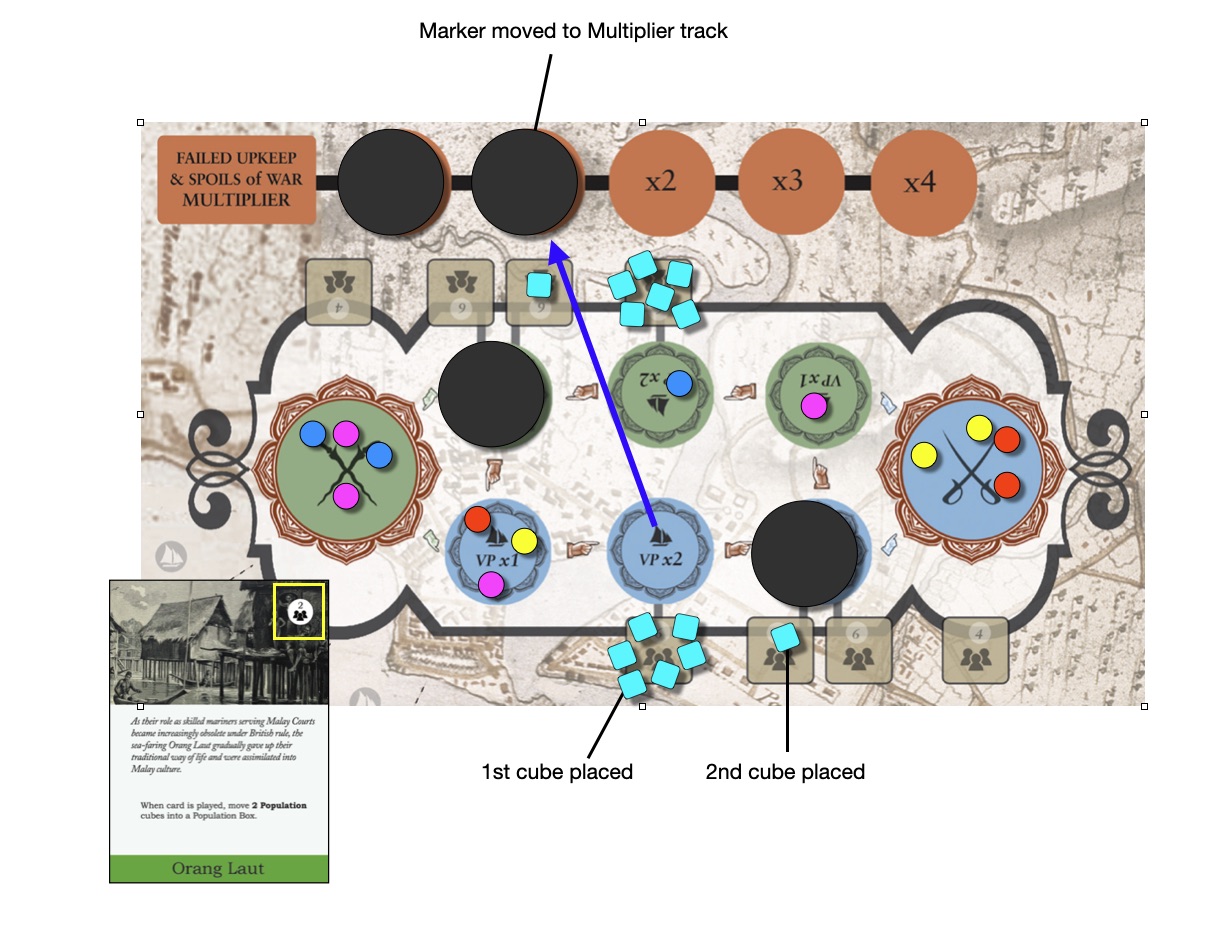 Marker moved to Multiplier track
FAILED UPKEEP
& SPOILS of WAR
MULTIPLIER
x2
x3
x4
4
6
6
x2
VP x1
VP x1
VP x2
6
4
2
As their role as skilled mariners serving Malay Courts
became increasingly obsolete under British rule, the
sea-faring Orang Laut gradually gave up their
traditional way of life and were assimilated into
Malay culture.
When card is played, move 2 Population
cubes into a Population Box.
Orang Laut
1st cube placed
2nd cube placed